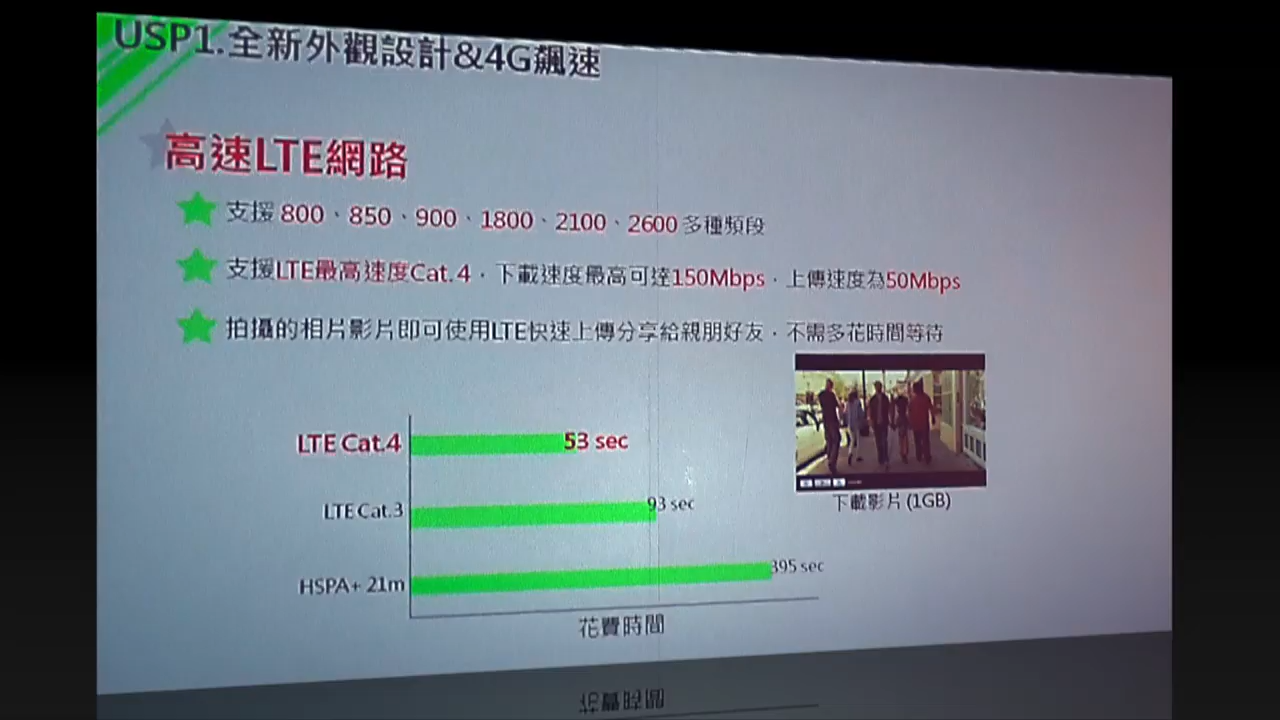 USP1.全新外觀設計&4G飆速
高速LTE網路
支援 800、850、900、1800、2100、2600 多種頻段
支援LTE最高速度Cat.4，下載速度最高可達150Mbps，上傳速度為50Mbps
拍攝的相片影片即可使用LTE快速上傳分享給親朋好友，不需多花時間等待
LTE Cat.4 53 sec
LTE Cat.3 93 sec
下載影片 (1GB)
HSPA+ 21m 395 sec
花費時間